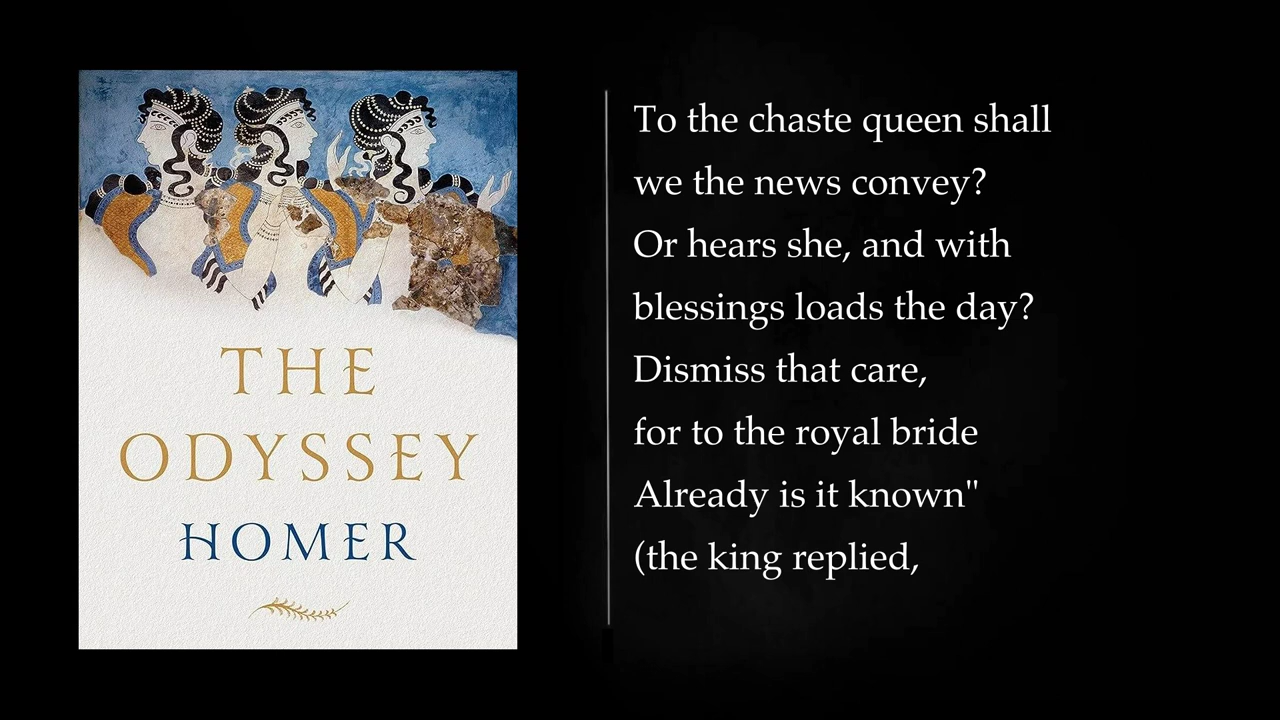 THE
ODYSSEY
HOMER
To the chaste queen shall
we the news convey?
Or hears she, and with
blessings loads the day?
Dismiss that care,
for to the royal bride
Already is it known"
(the king replied,